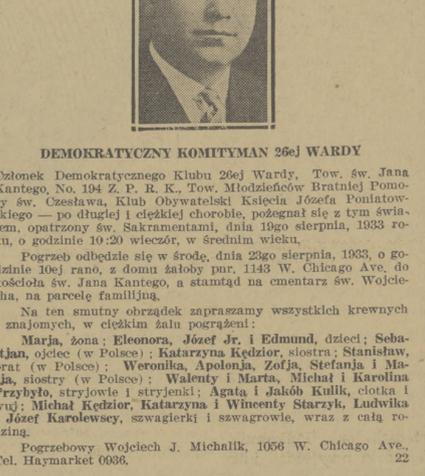 DEMOKRATYCZNY KOMITYMAN 26ej WARDY
Członek Demokratycznego Klubu 26ej Wardy, Tow. św. Jana
Kantego, No. 194 Z. P. R. K., Tow. Młodzieńców Bratniej Pomo-
y św. Czesława, Klub Obywatelski Księcia Józefa Poniatow-
kiego — po długiej i ciężkiej chorobie, pożegnał się z tym świa-
em, opatrzony św. Sakramentami, dnia 19go sierpnia, 1933 ro-
u, o godzinie 10:20 wieczór, w średnim wieku.
Pogrzeb odbędzie się w środę, dnia 23go sierpnia, 1933, o go-
dzinie 10ej rano, z domu żałoby pnr. 1143 W. Chicago Ave. do
kościoła św. Jana Kantego, a stamtąd na cmentarz św. Wojcie-
cha, na parcelę familijną.
Na ten smutny obrządek zapraszamy wszystkich krewnych
i znajomych, w ciężkim żalu pogrążeni:
Marja, żona; Eleonora, Józef Jr. i Edmund, dzieci; Seba-
stjan, ojciec (w Polsce); Katarzyna Kędzior, siostra; Stanisław,
brat (w Polsce); Weronika, Apolonja, Zofja, Stefanja i Ma-
rja, siostry (w Polsce); Walenty i Marta, Michał i Karolina
Przybyło, stryjowie i stryjenki; Agata i Jakób Kulik, ciotka i
wuj; Michał Kędzior, Katarzyna i Wincenty Starzyk, Ludwika
i Józef Karolewscy, szwagierki i szwagrowie, wraz z całą ro-
dziną.
Pogrzebowy Wojciech J. Michalik, 1056 W. Chicago Ave.,
Tel. Haymarket 0936. 22